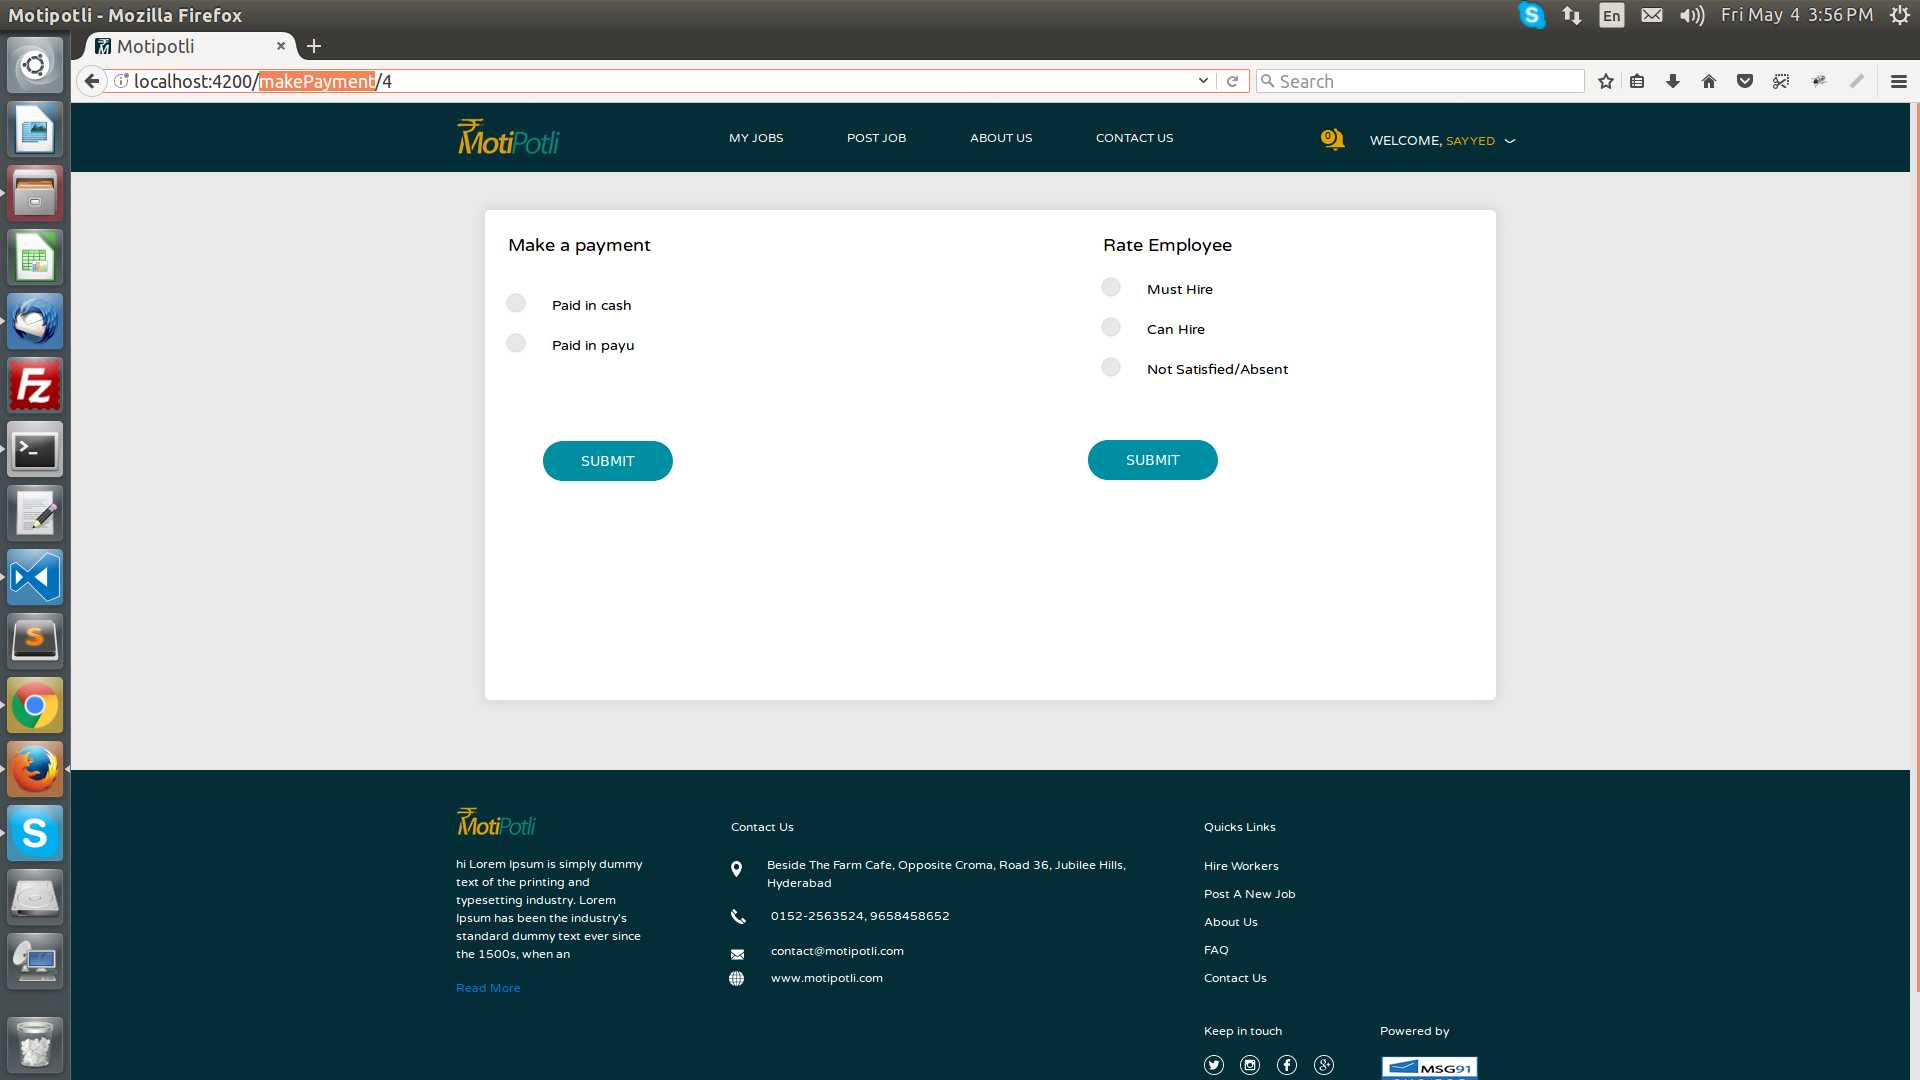 Motipotli - Mozilla Firefox
En
Fri May 4 3:56 PM
Motipotli
localhost:4200/makePayment/4
Search
MotiPotli
MY JOBS
POST JOB
ABOUT US
CONTACT US
0
WELCOME, SAYYED
Make a payment
Paid in cash
Paid in payu
SUBMIT
Rate Employee
Must Hire
Can Hire
Not Satisfied/Absent
SUBMIT
MotiPotli
hi Lorem Ipsum is simply dummy
text of the printing and
typesetting industry. Lorem
Ipsum has been the industry's
standard dummy text ever since
the 1500s, when an
Read More
Contact Us
Beside The Farm Cafe, Opposite Croma, Road 36, Jubilee Hills,
Hyderabad
0152-2563524, 9658458652
contact@motipotli.com
www.motipotli.com
Quicks Links
Hire Workers
Post A New Job
About Us
FAQ
Contact Us
Keep in touch
Powered by
MSG91